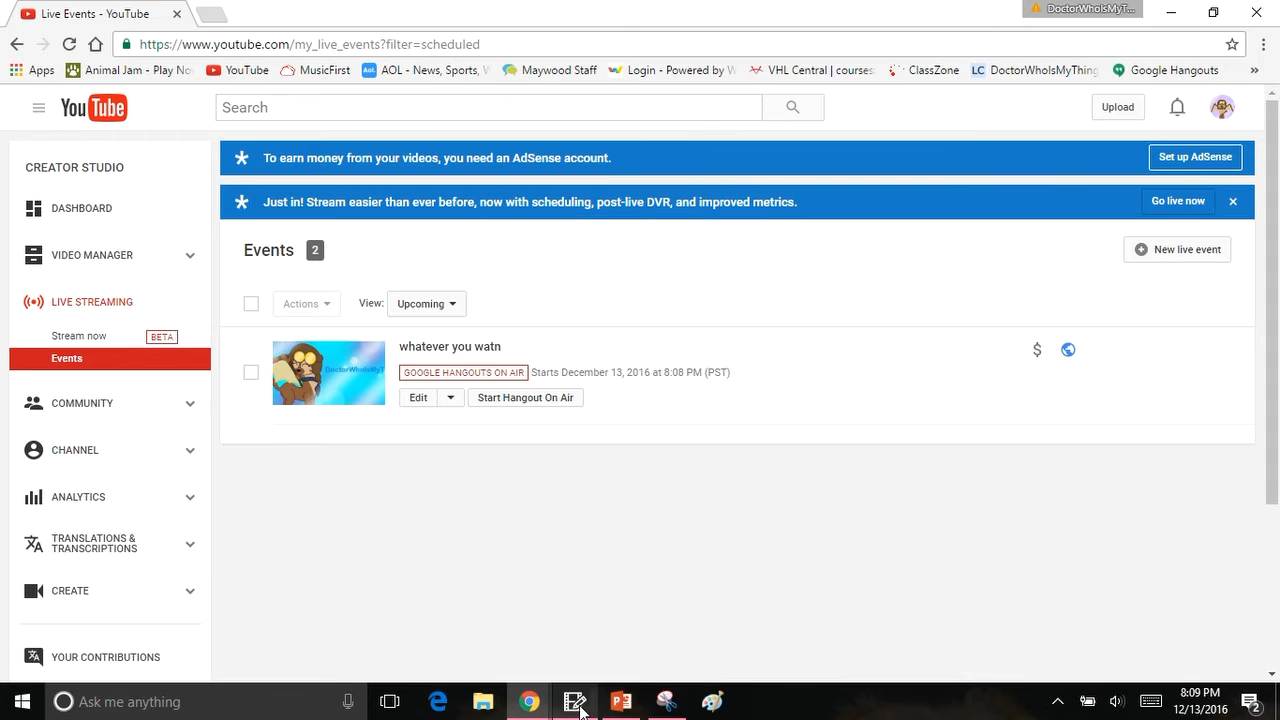 Live Events - YouTube
DoctorWhoIsMyT...
https://www.youtube.com/my_live_events?filter=scheduled
Apps
Animal Jam - Play No
YouTube
MusicFirst
AOL - News, Sports, W
Maywood Staff
Login - Powered by W
VHL Central | courses
ClassZone
DoctorWhoIsMyThing
Google Hangouts
YouTube
Search
Upload
CREATOR STUDIO
DASHBOARD
VIDEO MANAGER
LIVE STREAMING
Stream now
BETA
Events
COMMUNITY
CHANNEL
ANALYTICS
TRANSLATIONS &
TRANSCRIPTIONS
CREATE
YOUR CONTRIBUTIONS
To earn money from your videos, you need an AdSense account.
Set up AdSense
Just in! Stream easier than ever before, now with scheduling, post-live DVR, and improved metrics.
Go live now
Events 2
New live event
Actions
View:
Upcoming
DoctorWhoIsMyT
whatever you watn
GOOGLE HANGOUTS ON AIR Starts December 13, 2016 at 8:08 PM (PST)
Edit
Start Hangout On Air
Ask me anything
8:09 PM
12/13/2016
2